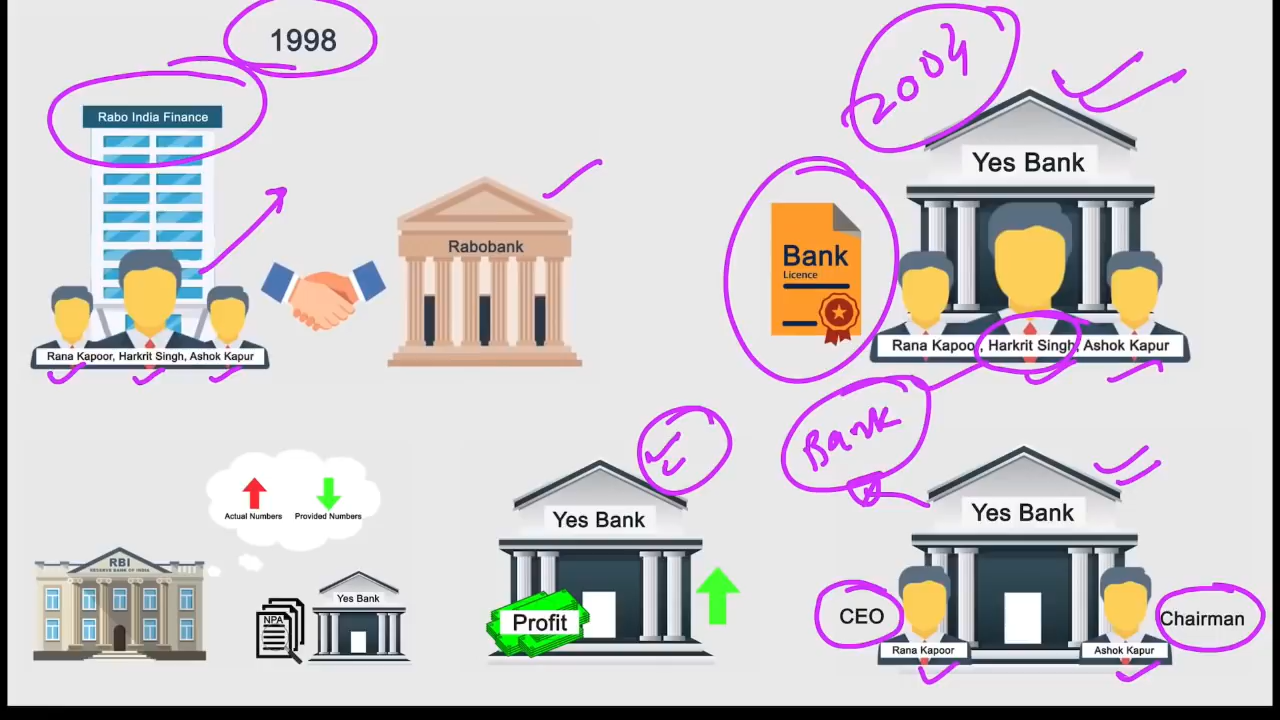 1998
2004
Rabo India Finance
Yes Bank
Rabobank
Bank
Licence
Rana Kapoor, Harkrit Singh, Ashok Kapur
Rana Kapoor, Harkrit Singh, Ashok Kapur
Bank
Actual Numbers
Provided Numbers
Yes Bank
Yes Bank
RBI
RESERVE BANK OF INDIA
Yes Bank
NPA
Profit
CEO
Chairman
Rana Kapoor
Ashok Kapur